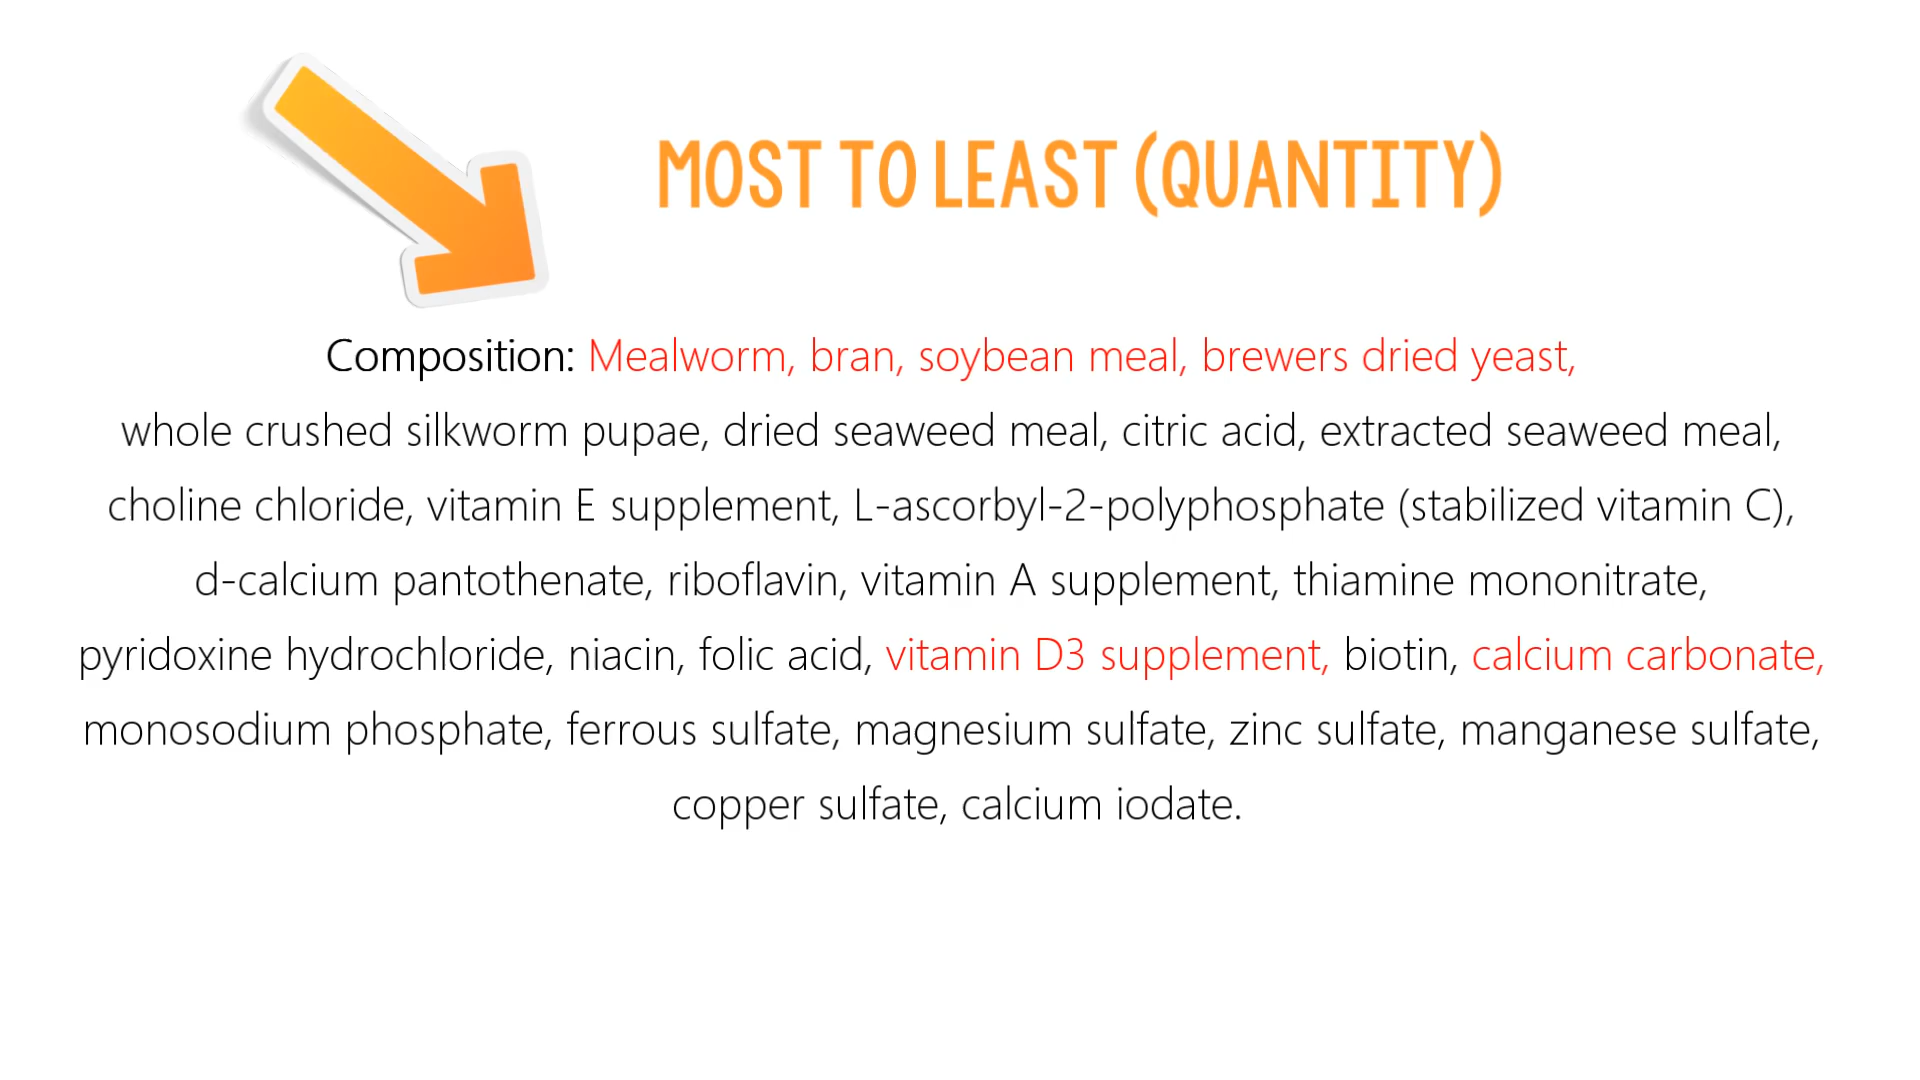 MOST TO LEAST (QUANTITY)
Composition: Mealworm, bran, soybean meal, brewers dried yeast,
whole crushed silkworm pupae, dried seaweed meal, citric acid, extracted seaweed meal,
choline chloride, vitamin E supplement, L-ascorbyl-2-polyphosphate (stabilized vitamin C),
d-calcium pantothenate, riboflavin, vitamin A supplement, thiamine mononitrate,
pyridoxine hydrochloride, niacin, folic acid, vitamin D3 supplement, biotin, calcium carbonate,
monosodium phosphate, ferrous sulfate, magnesium sulfate, zinc sulfate, manganese sulfate,
copper sulfate, calcium iodate.